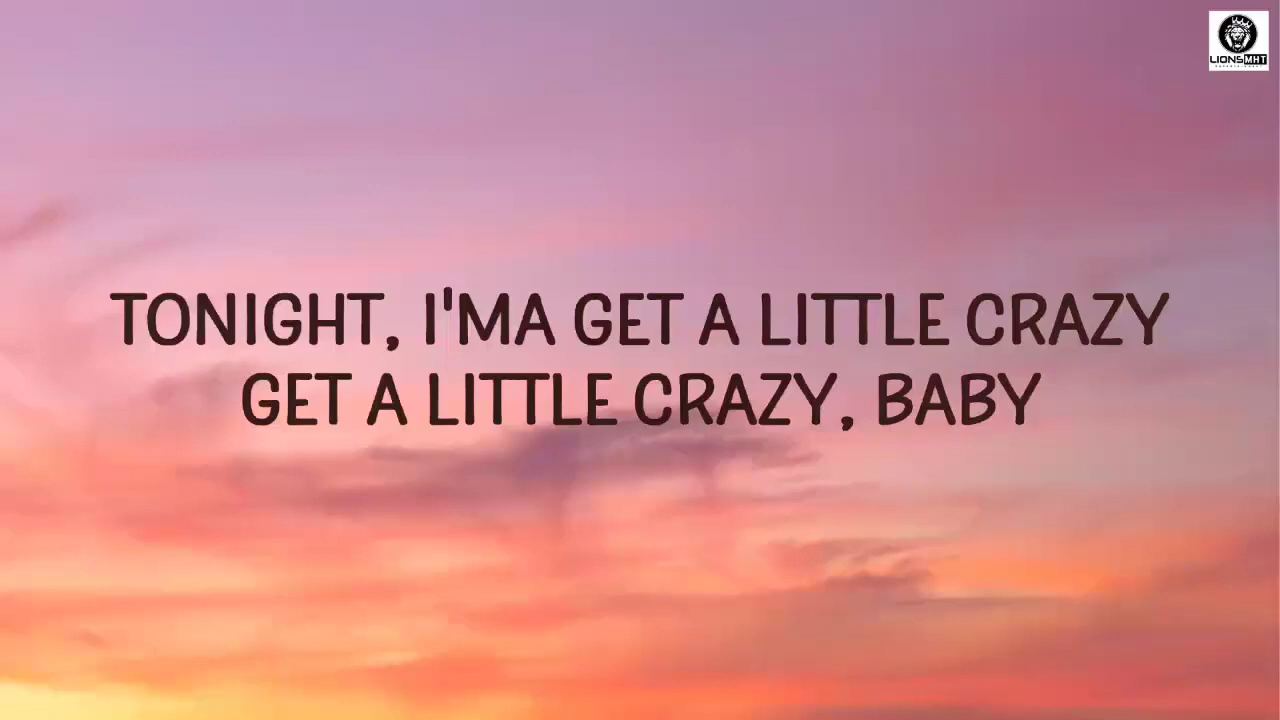 LIONSMHT
TONIGHT, I'MA GET A LITTLE CRAZY
GET A LITTLE CRAZY, BABY